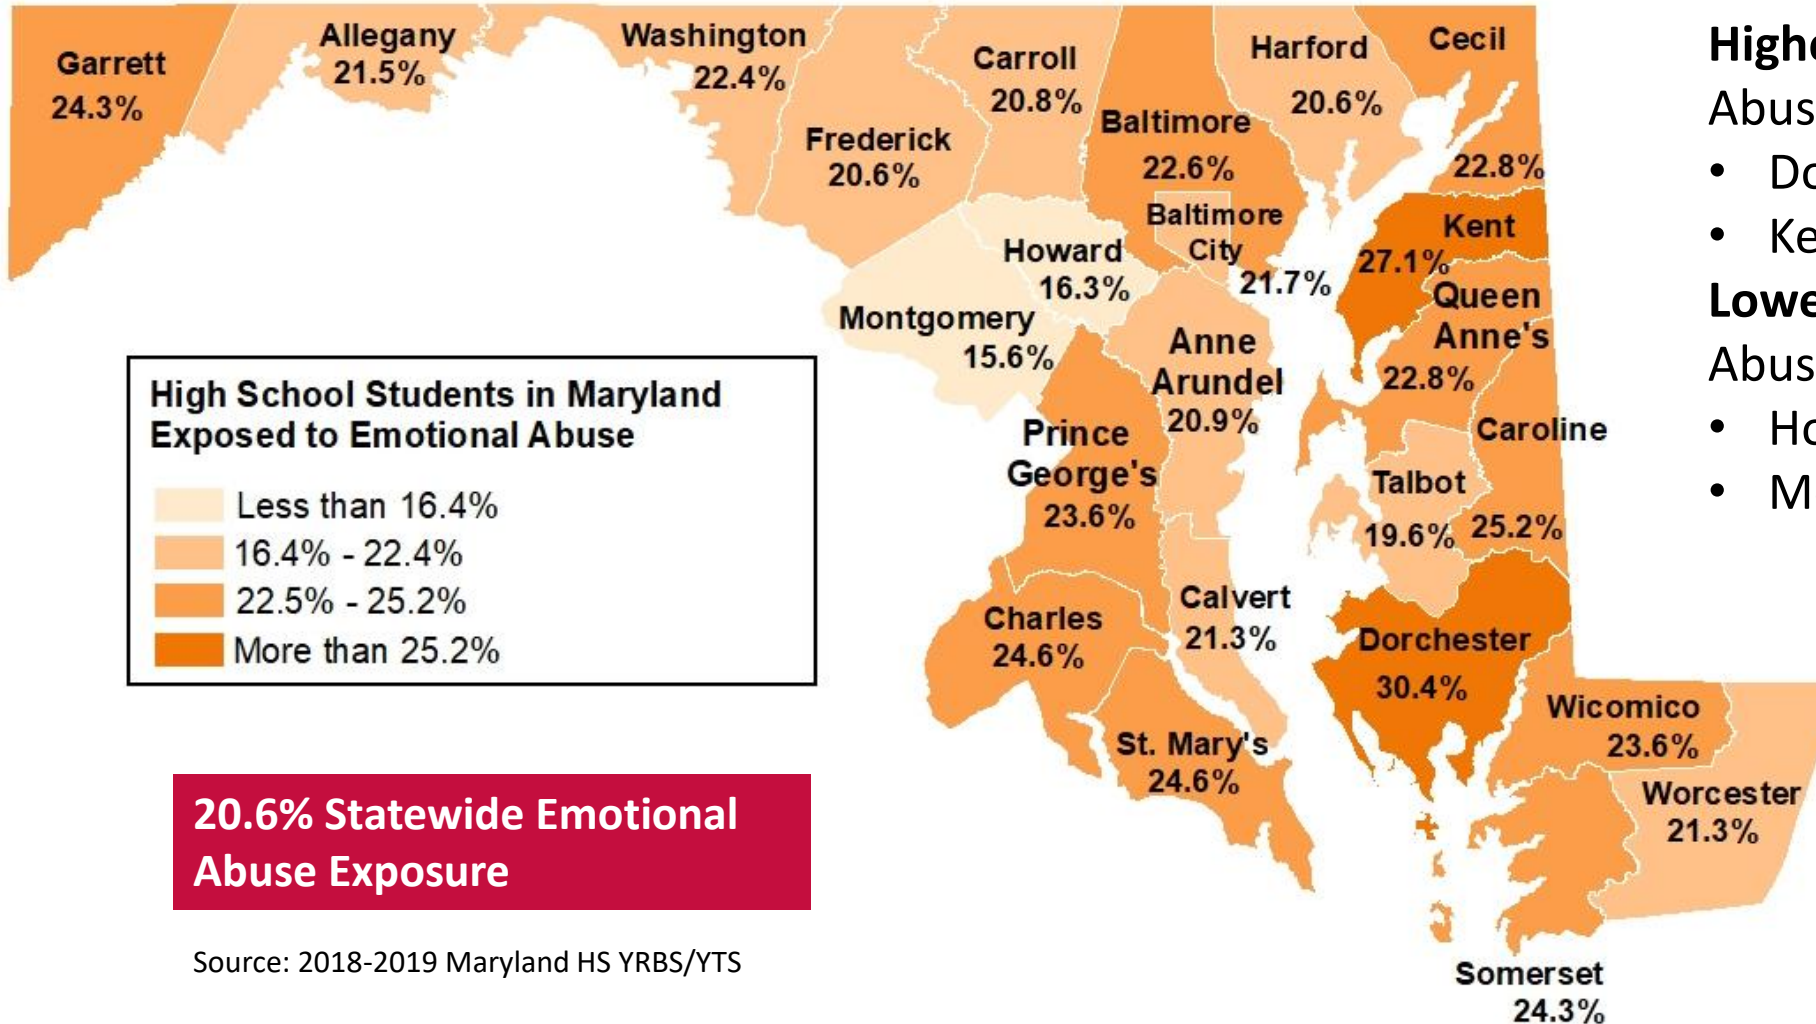 Garrett
24.3%
Allegany
21.5%
Washington
22.4%
Frederick
20.6%
Carroll
20.8%
Baltimore
22.6%
Baltimore
City
21.7%
Harford
20.6%
Cecil
22.8%
Kent
27.1%
Queen
Anne's
22.8%
Howard
16.3%
Montgomery
15.6%
Anne
Arundel
20.9%
Prince
George's
23.6%
Caroline
25.2%
Talbot
19.6%
Calvert
21.3%
Charles
24.6%
St. Mary's
24.6%
Dorchester
30.4%
Wicomico
23.6%
Worcester
21.3%
Somerset
24.3%
High School Students in Maryland
Exposed to Emotional Abuse
Less than 16.4%
16.4% - 22.4%
22.5% - 25.2%
More than 25.2%
20.6% Statewide Emotional
Abuse Exposure
Source: 2018-2019 Maryland HS YRBS/YTS